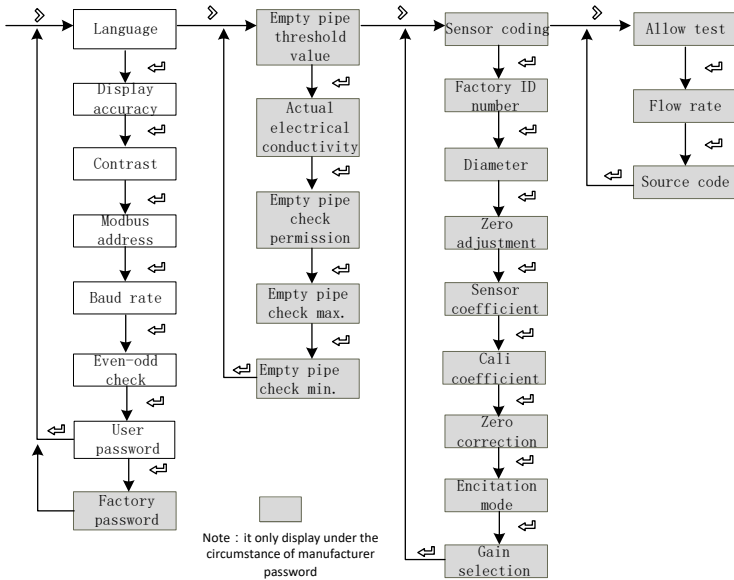 Language
Display
accuracy
Contrast
Modbus
address
Baud rate
Even-odd
check
User
password
Factory
password
Empty pipe
threshold
value
Actual
electrical
conductivity
Empty pipe
check
permission
Empty pipe
check max.
Empty pipe
check min.
Sensor coding
Factory ID
number
Diameter
Zero
adjustment
Sensor
coefficient
Cali
coefficient
Zero
correction
Encitation
mode
Gain
selection
Allow test
Flow rate
Source code
Note：it only display under the
circumstance of manufacturer
password